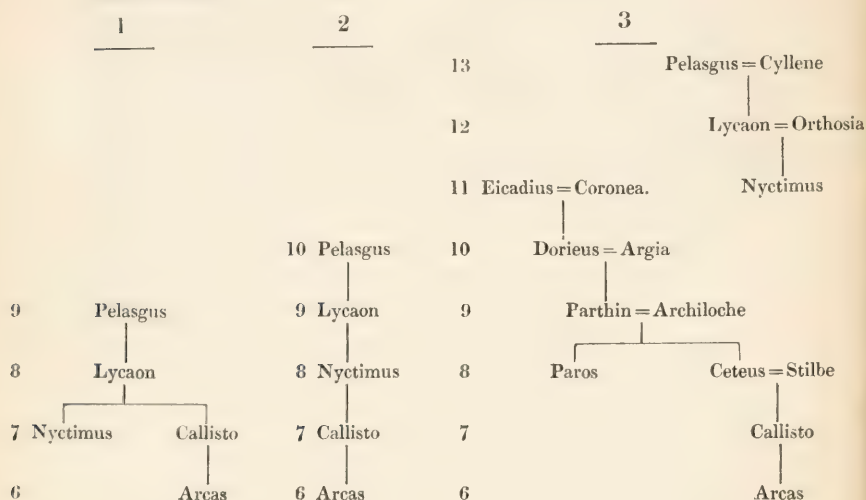 1 2 3
13 Pelasgus = Cyllene
12 Lycaon = Orthosia
11 Eicadius = Coronea. Nyctimus
10 Pelasgus 10 Dorieus = Argia
9 Pelasgus 9 Lycaon 9 Parthin = Archiloche
8 Lycaon 8 Nyctimus 8 Paros Ceteus = Stilbe
7 Nyctimus Callisto 7 Callisto 7 Callisto
6 Arcas 6 Arcas 6 Arcas